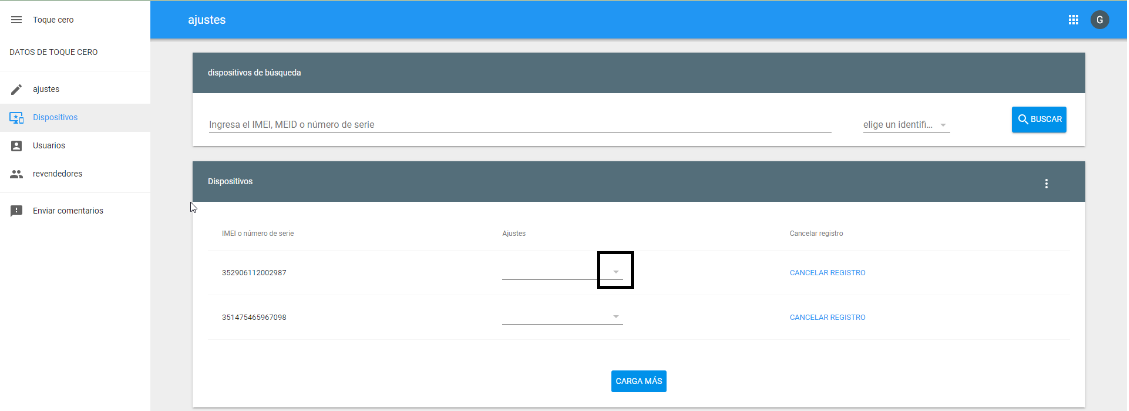 Toque cero
ajustes
G
DATOS DE TOQUE CERO
ajustes
Dispositivos
Usuarios
revendedores
Enviar comentarios
dispositivos de búsqueda
Ingresa el IMEI, MEID o número de serie
elige un identifi...
BUSCAR
Dispositivos
IMEI o número de serie Ajustes Cancelar registro
352906112002987 CANCELAR REGISTRO
351475465967098 CANCELAR REGISTRO
CARGA MÁS